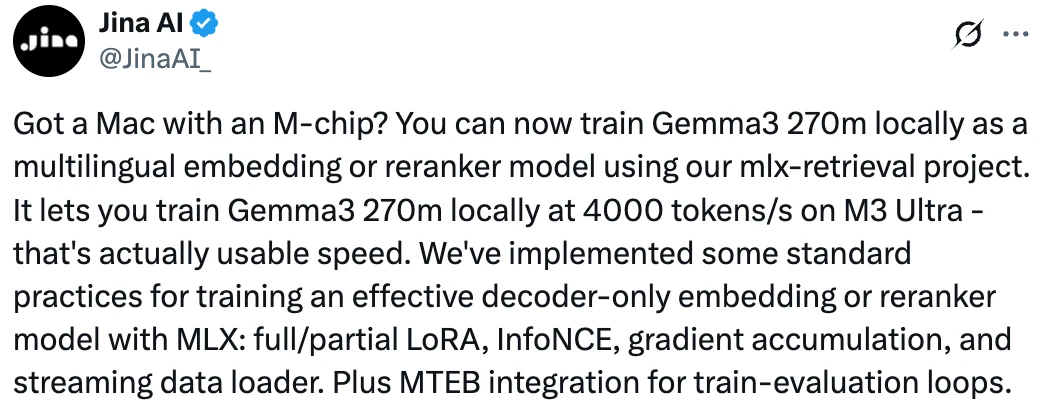 Jina
Jina AI
@JinaAI_
Got a Mac with an M-chip? You can now train Gemma3 270m locally as a
multilingual embedding or reranker model using our mlx-retrieval project.
It lets you train Gemma3 270m locally at 4000 tokens/s on M3 Ultra -
that's actually usable speed. We've implemented some standard
practices for training an effective decoder-only embedding or reranker
model with MLX: full/partial LoRA, InfoNCE, gradient accumulation, and
streaming data loader. Plus MTEB integration for train-evaluation loops.